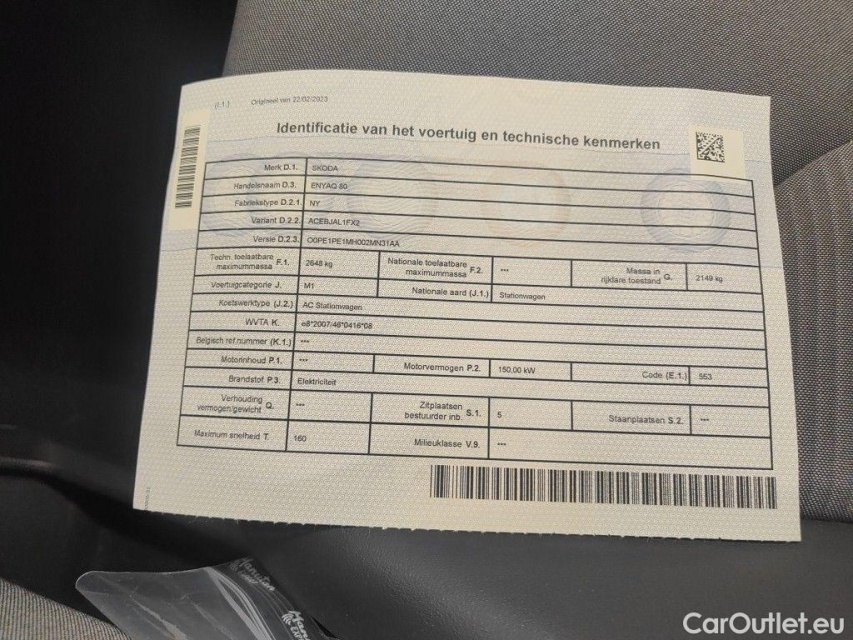 (I.1.) Origineel van 22/02/2023
Identificatie van het voertuig en technische kenmerken
Merk D.1. SKODA
Handelsnaam D.3. ENYAQ 80
Fabriekstype D.2.1. NY
Variant D.2.2. ACEBJAL1FX2
Versie D.2.3. O0PE1PE1MH002MN31AA
Techn. toelaatbare maximummassa F.1. 2648 kg Nationale toelaatbare maximummassa F.2. --- Massa in rijklare toestand G. 2149 kg
Voertuigcategorie J. M1 Nationale aard (J.1.) Stationwagen
Koetswerktype (J.2.) AC Stationwagen
WVTA K. e8*2007/46*0416*08
Belgisch ref nummer (K.1.) ---
Motorinhoud P.1. --- Motorvermogen P.2. 150,00 kW Code (E.1.) 553
Brandstof P.3. Elektriciteit
Verhouding vermogen/gewicht Q. --- Zitplaatsen bestuurder inb. S.1. 5 Staanplaatsen S.2. ---
Maximum snelheid T. 160 Milieuklasse V.9. ---
CarOutlet.eu